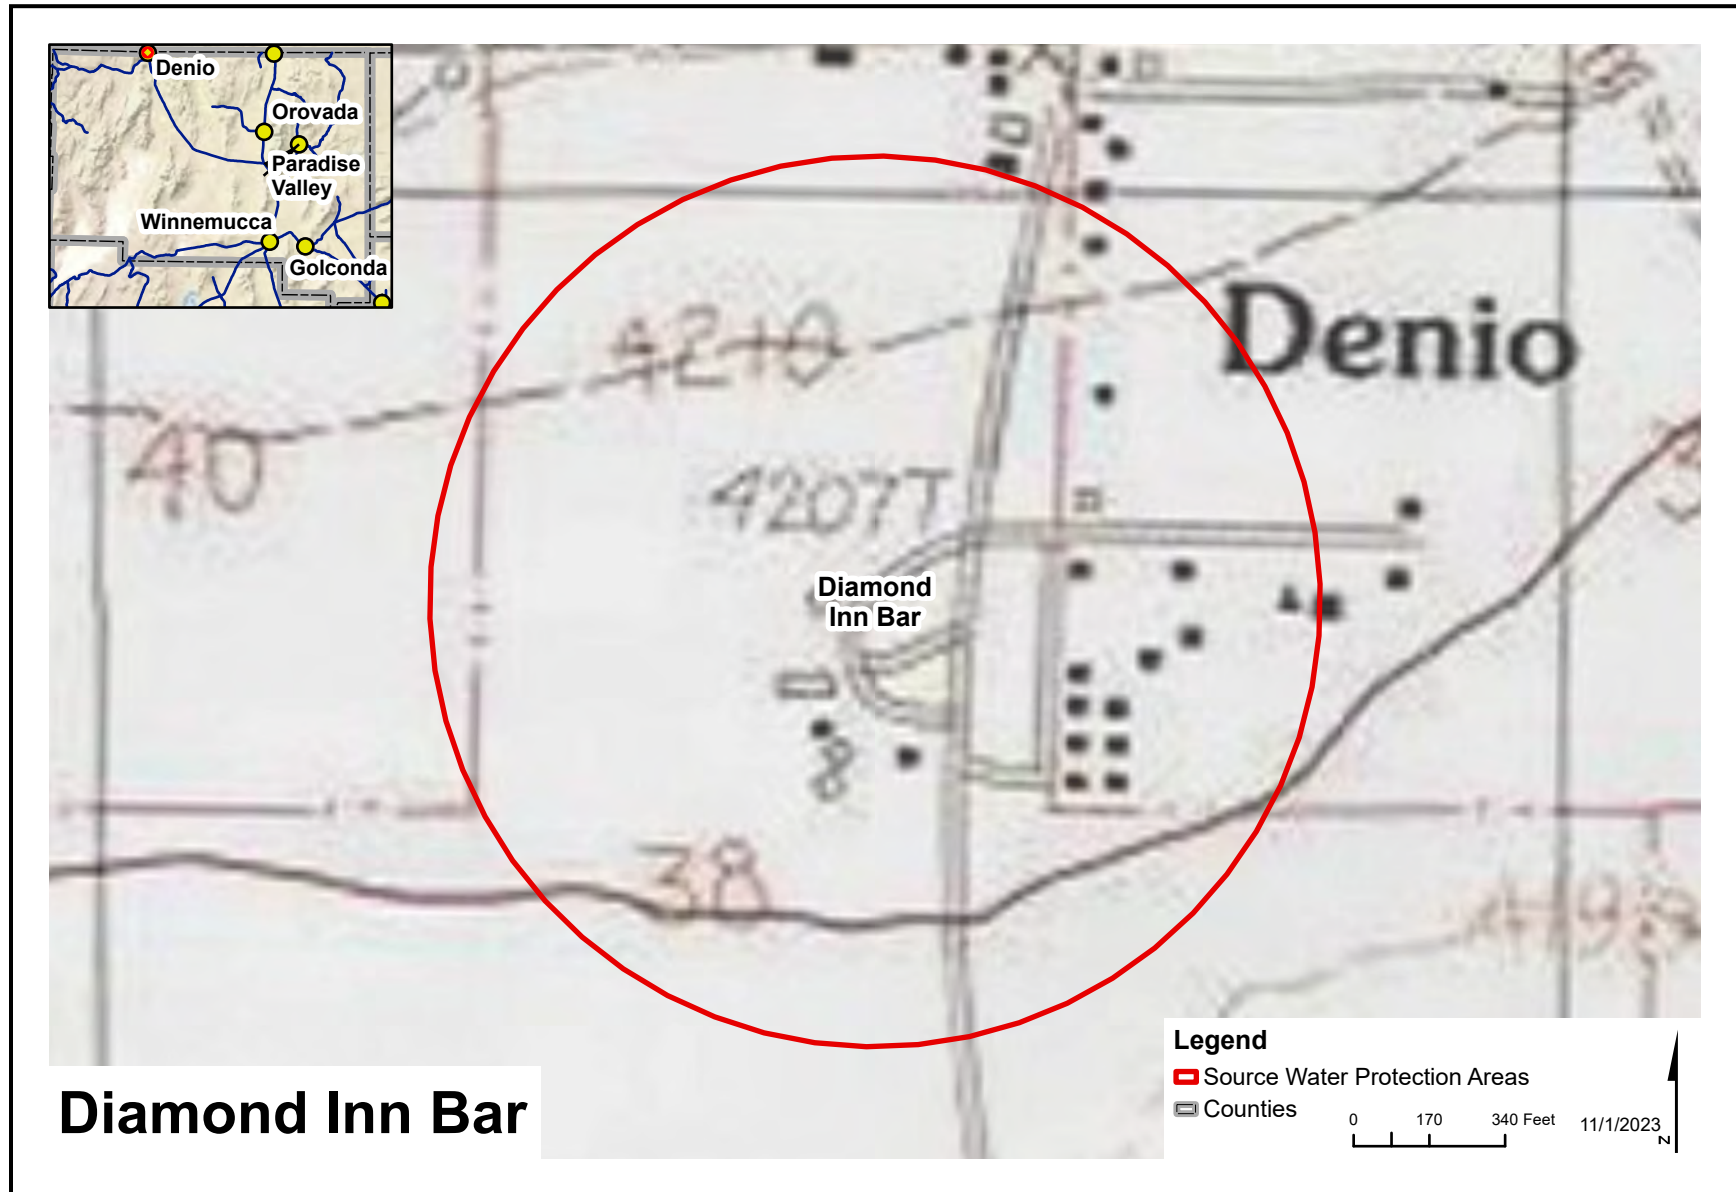 Denio
Orovada
Paradise
Valley
Winnemucca
Golconda
Denio
4210
40
4207T
Diamond
Inn Bar
38
Diamond Inn Bar
Legend
Source Water Protection Areas
Counties
0 170 340 Feet
11/1/2023
N